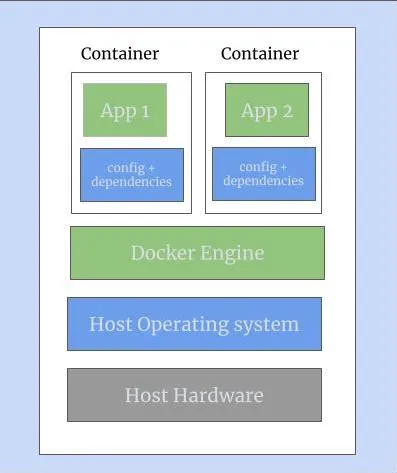 Container
Container
App 1
App 2
config +
dependencies
config +
dependencies
Docker Engine
Host Operating system
Host Hardware